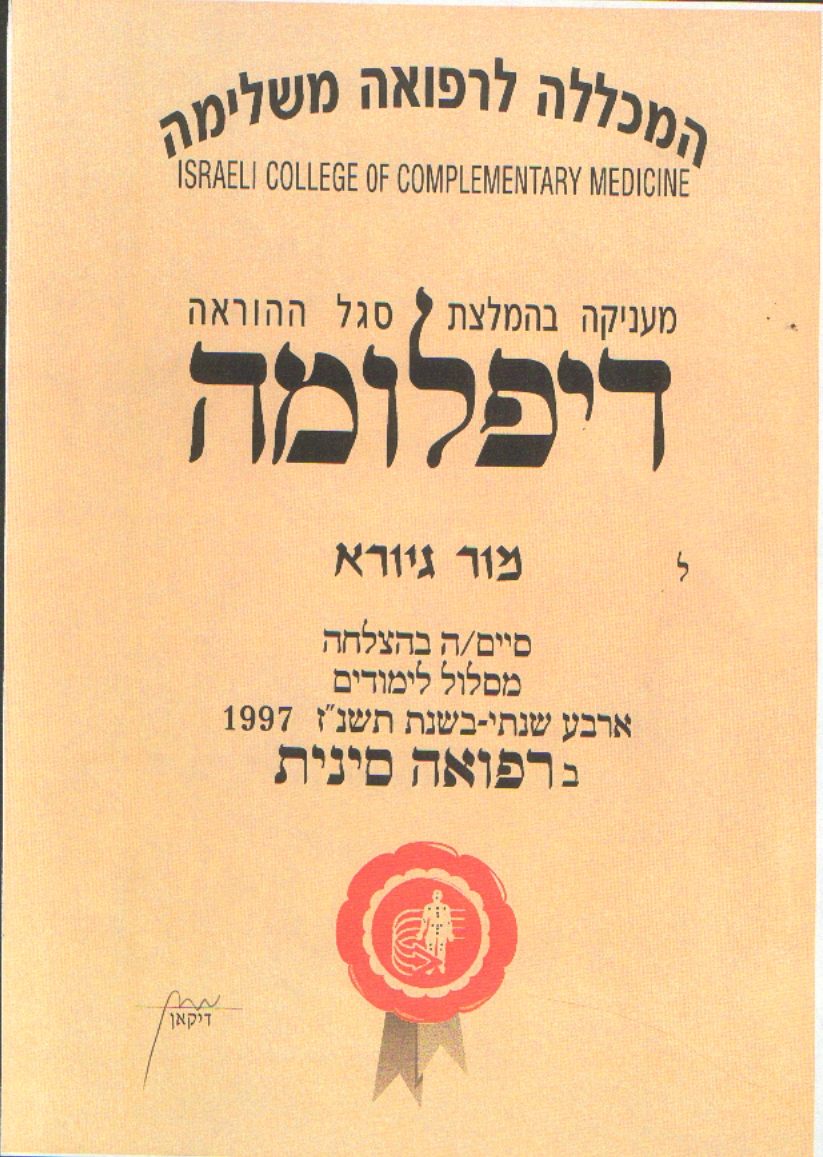 המכללה לרפואה משלימה
ISRAELI COLLEGE OF COMPLEMENTARY MEDICINE
מעניקה בהמלצת סגל ההוראה
דיפלומה
ל מור גיורא
סיים/ה בהצלחה
מסלול לימודים
ארבע שנתי-בשנת תשנ"ז 1997
ברפואה סינית
דיקאן